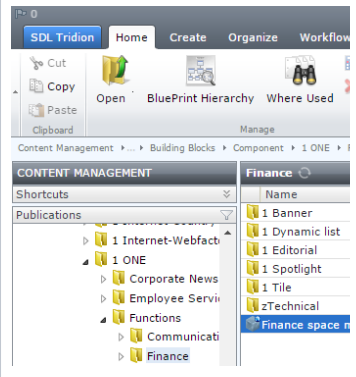 0
SDL Tridion Home Create Organize Workflow
Cut
Copy
Paste
Open BluePrint Hierarchy Where Used
Clipboard Manage
Content Management ... Building Blocks Component 1 ONE
CONTENT MANAGEMENT
Shortcuts
Publications
1 Internet-Webfact
1 ONE
Corporate News
Employee Servi
Functions
Communicati
Finance
Finance
Name
1 Banner
1 Dynamic list
1 Editorial
1 Spotlight
1 Tile
zTechnical
Finance space